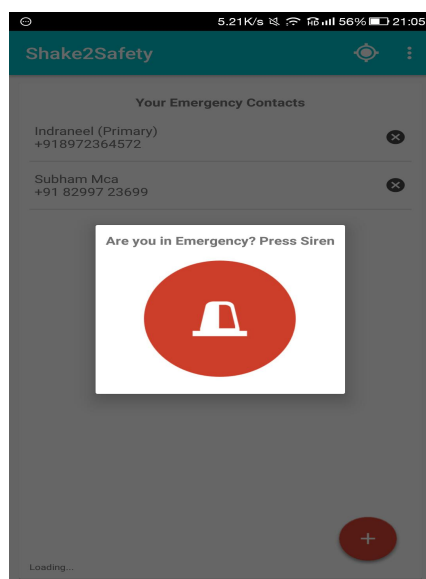 5.21K/s 56% 21:05
Shake2Safety
Your Emergency Contacts
Indraneel (Primary)
+918972364572
Subham Mca
+91 82997 23699
Are you in Emergency? Press Siren
Loading...